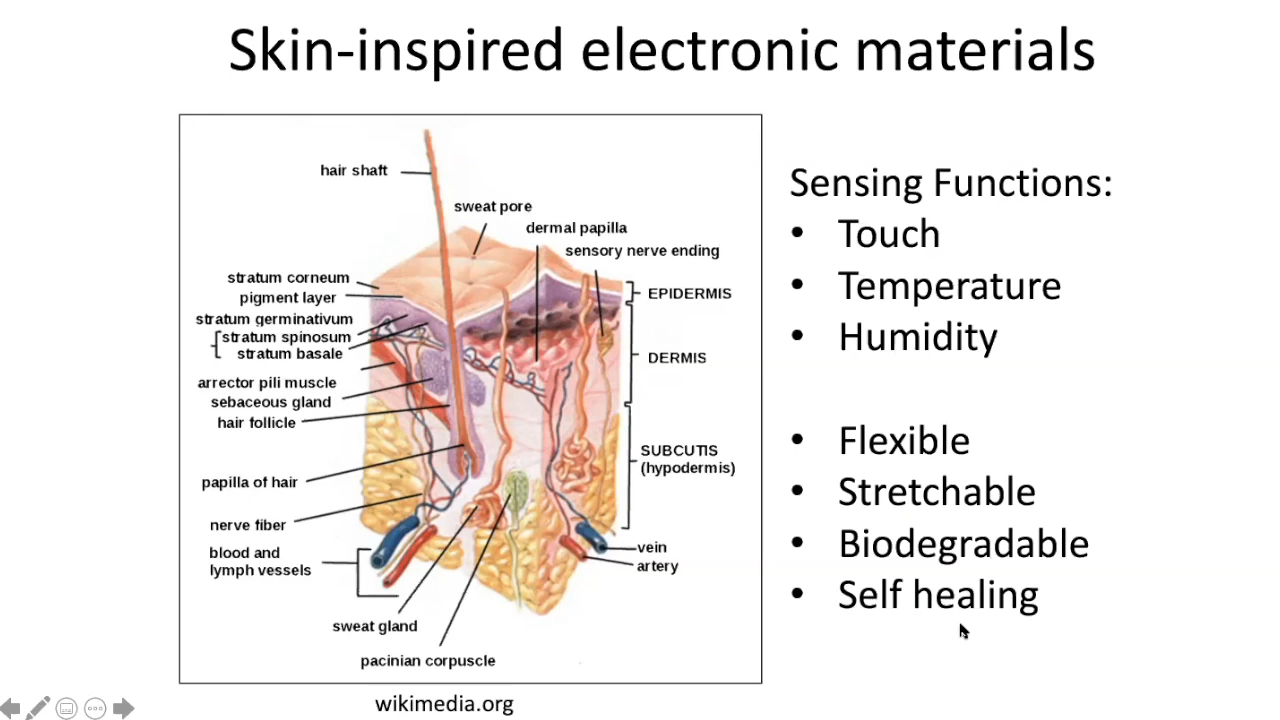 Skin-inspired electronic materials
hair shaft
sweat pore
dermal papilla
sensory nerve ending
stratum corneum
pigment layer
stratum germinativum
stratum spinosum
stratum basale
arrector pili muscle
sebaceous gland
hair follicle
papilla of hair
nerve fiber
blood and
lymph vessels
sweat gland
pacinian corpuscle
EPIDERMIS
DERMIS
SUBCUTIS
(hypodermis)
vein
artery
wikimedia.org
Sensing Functions:
• Touch
• Temperature
• Humidity
• Flexible
• Stretchable
• Biodegradable
• Self healing